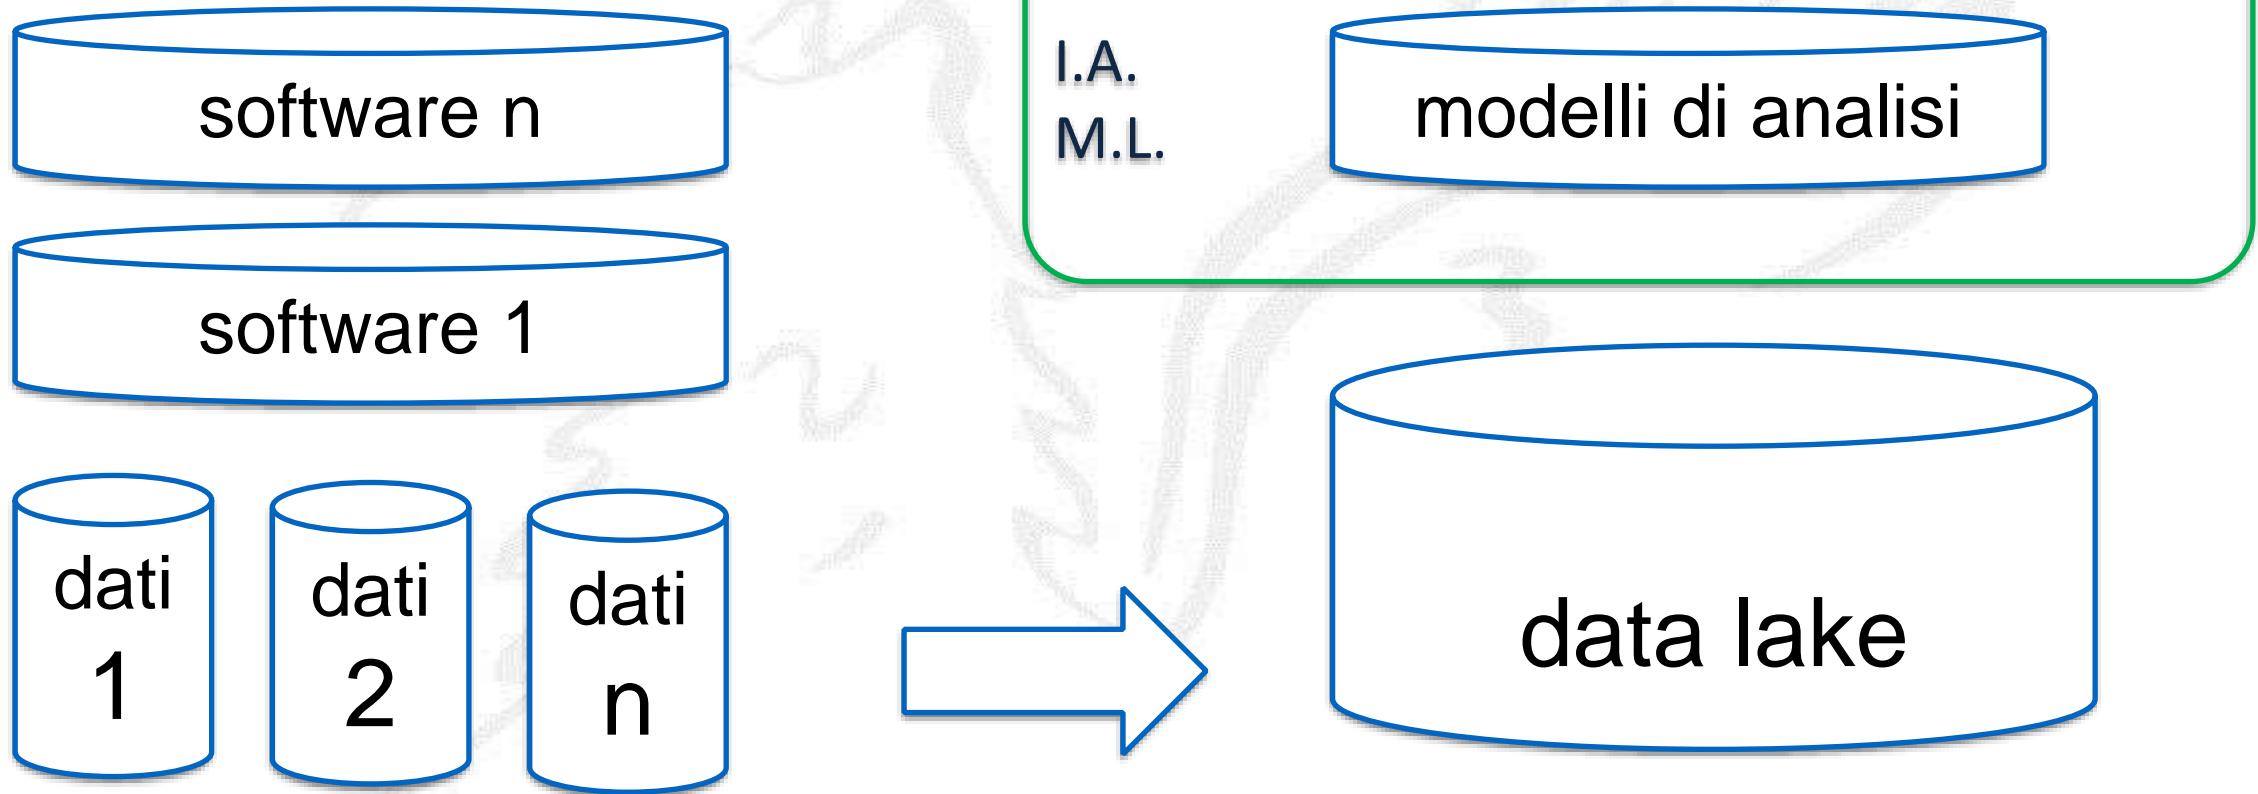 software n
software 1
dati
1
dati
2
dati
n
I.A.
M.L.
modelli di analisi
data lake